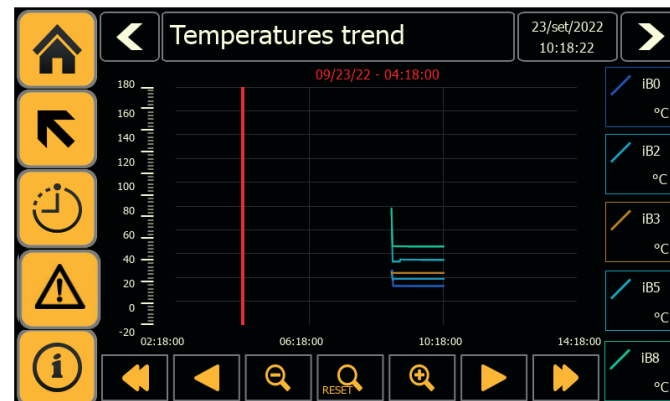 Temperatures trend
23/set/2022
10:18:22
09/23/22 - 04:18:00
180
160
140
120
100
80
60
40
20
0
-20
02:18:00
06:18:00
10:18:00
14:18:00
iB0
°C
iB2
°C
iB3
°C
iB5
°C
iB8
°C
RESET
i